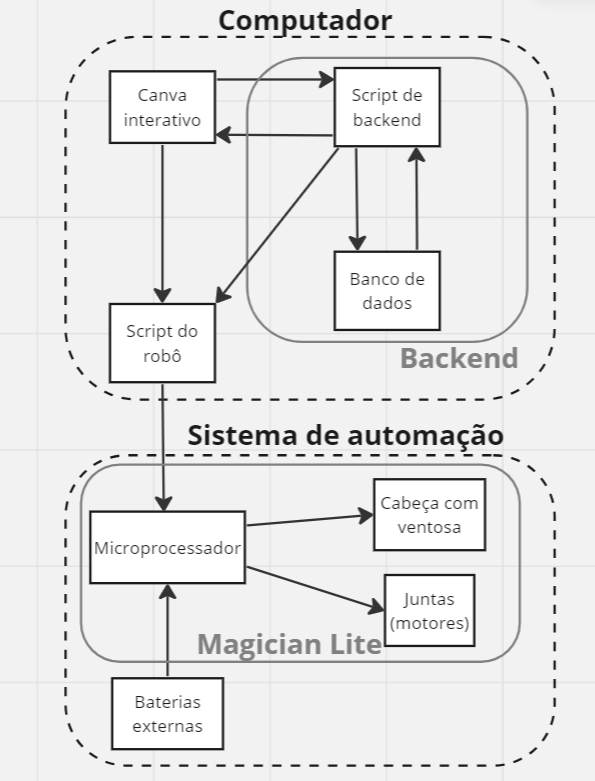 Computador
Canva
interativo
Script de
backend
Banco de
dados
Script do
robô
Backend
Sistema de automação
Cabeça com
ventosa
Microprocessador
Juntas
(motores)
Magician Lite
Baterias
externas